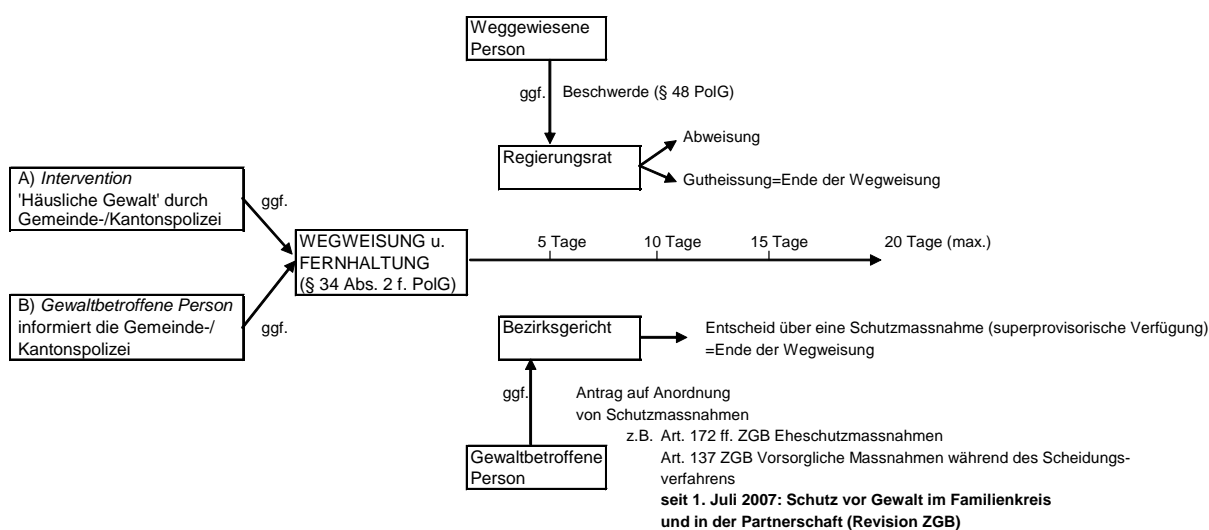 Weggewiesene
Person
ggf.
Beschwerde (§ 48 PolG)
Regierungsrat
Abweisung
Gutheissung=Ende der Wegweisung
A) Intervention
'Häusliche Gewalt' durch
Gemeinde-/Kantonspolizei
ggf.
B) Gewaltbetroffene Person
informiert die Gemeinde-/
Kantonspolizei
ggf.
WEGWEISUNG u.
FERNHALTUNG
(§ 34 Abs. 2 f. PolG)
5 Tage
10 Tage
15 Tage
20 Tage (max.)
Bezirksgericht
Entscheid über eine Schutzmassnahme (superprovisorische Verfügung)
=Ende der Wegweisung
ggf.
Antrag auf Anordnung
von Schutzmassnahmen
z.B. Art. 172 ff. ZGB Eheschutzmassnahmen
Art. 137 ZGB Vorsorgliche Massnahmen während des Scheidungs-
verfahrens
seit 1. Juli 2007: Schutz vor Gewalt im Familienkreis
und in der Partnerschaft (Revision ZGB)
Gewaltbetroffene
Person